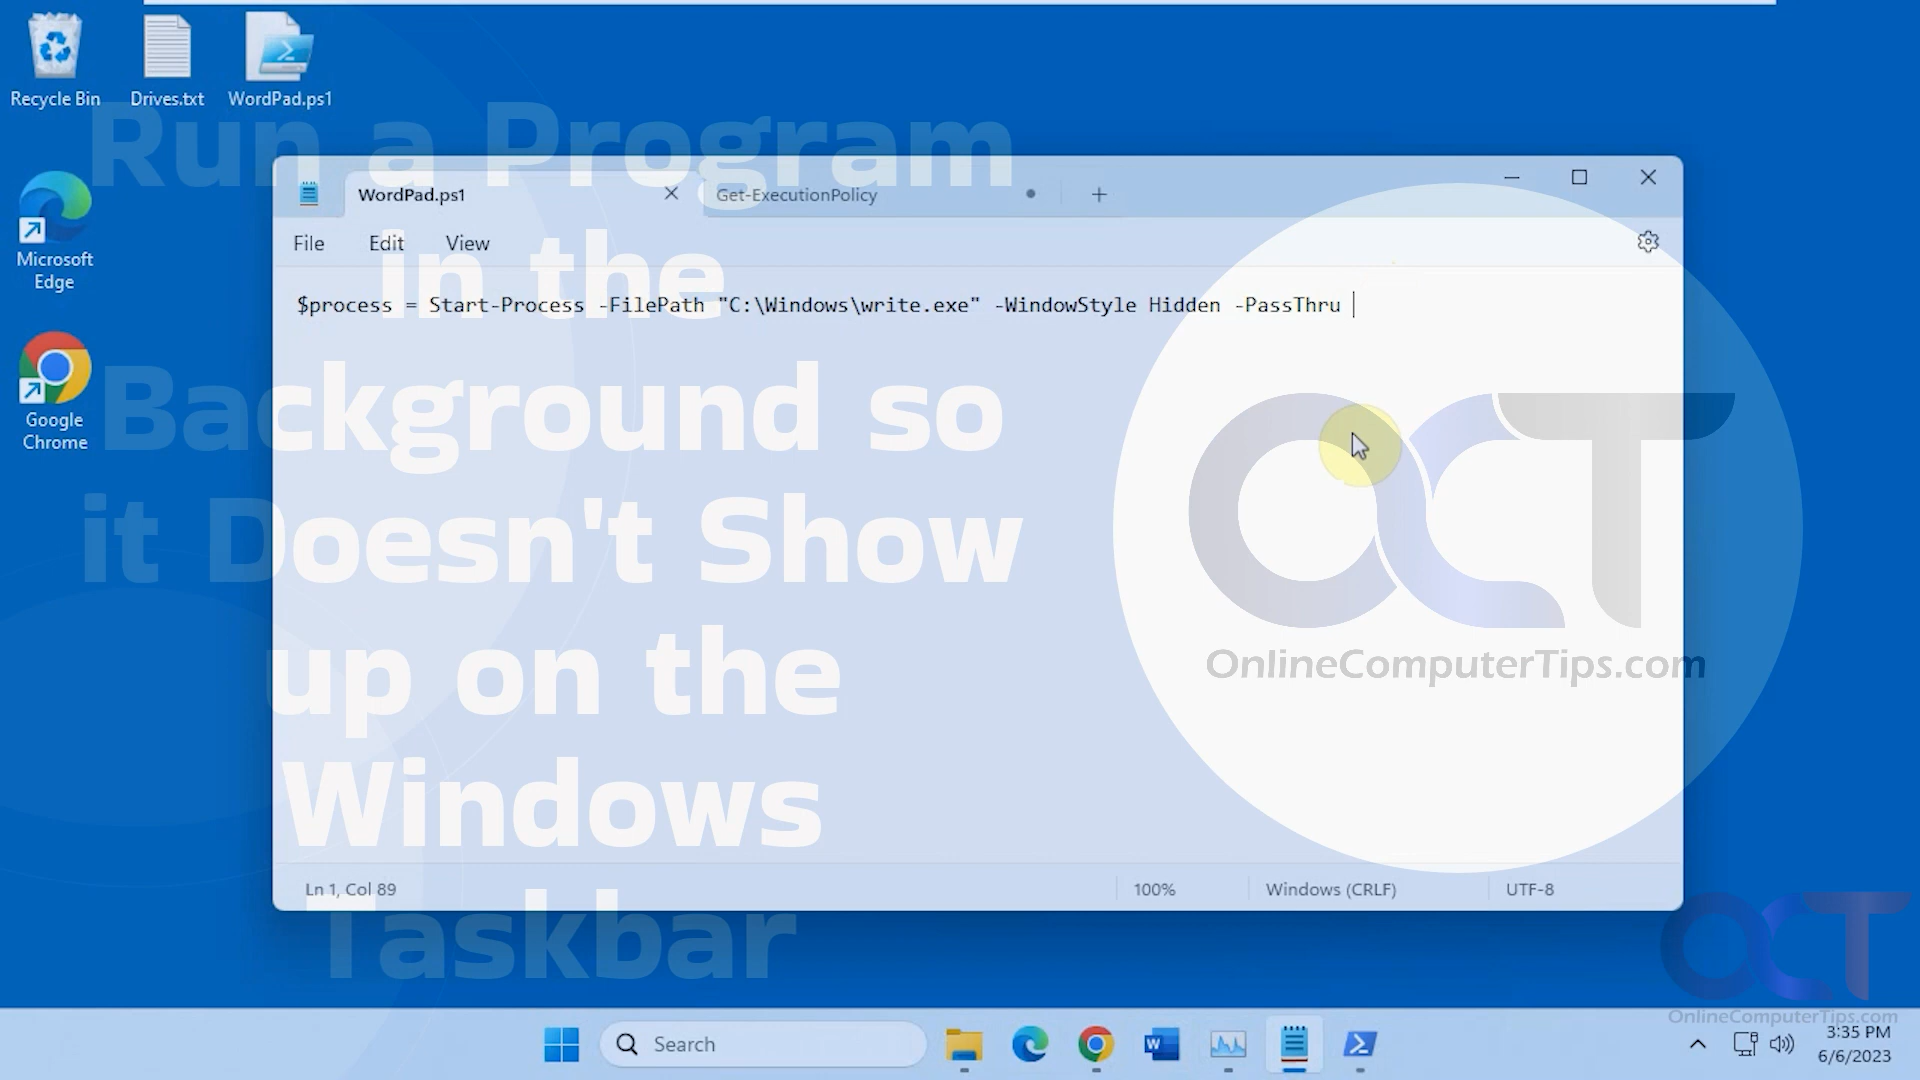 Recycle Bin
Drives.txt
WordPad.ps1
Run a Program
in the
Background so
it Doesn't Show
up on the
Windows
Taskbar
WordPad.ps1
Get-ExecutionPolicy
File Edit View
$process = Start-Process -FilePath "C:\Windows\write.exe" -WindowStyle Hidden -PassThru
Microsoft
Edge
Google
Chrome
OCT
OnlineComputerTips.com
Ln 1, Col 89
100%
Windows (CRLF)
UTF-8
OCT
OnlineComputerTips.com
Search
W
3:35 PM
6/6/2023